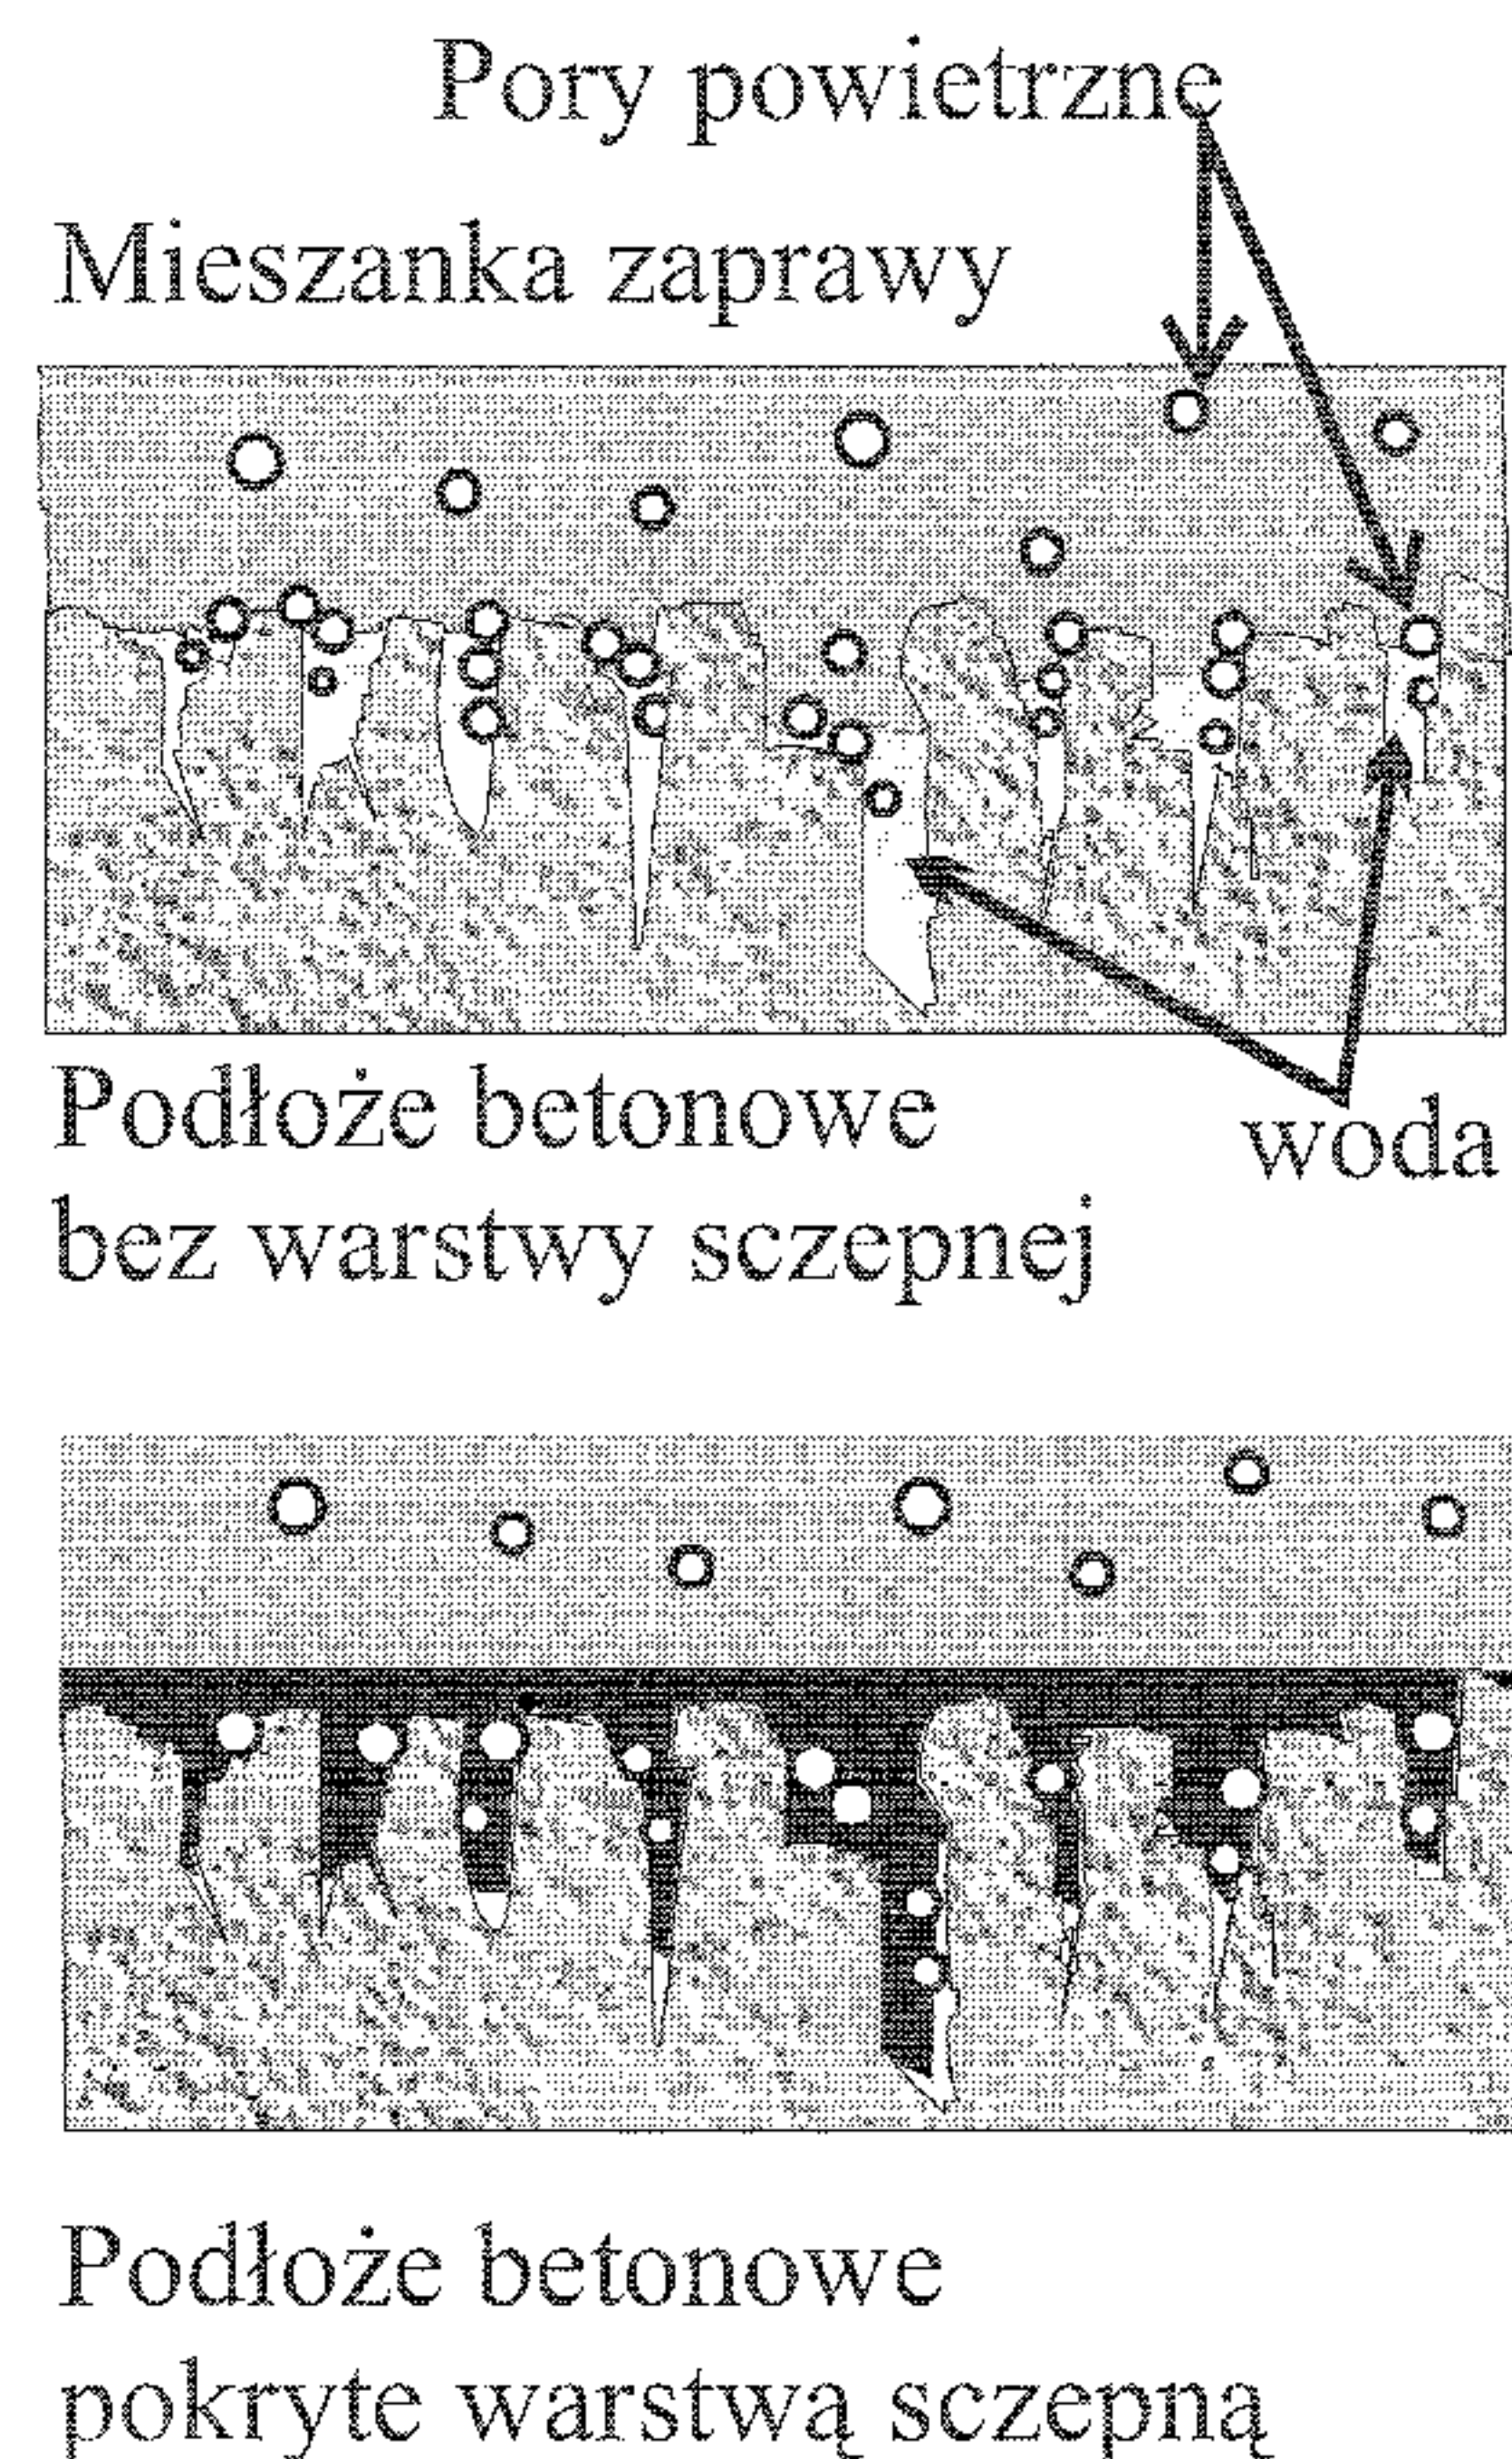 Pory powietrzne
Mieszanka zaprawy
Podłoże betonowe
bez warstwy sczepnej
woda
Podłoże betonowe
pokryte warstwą sczepną